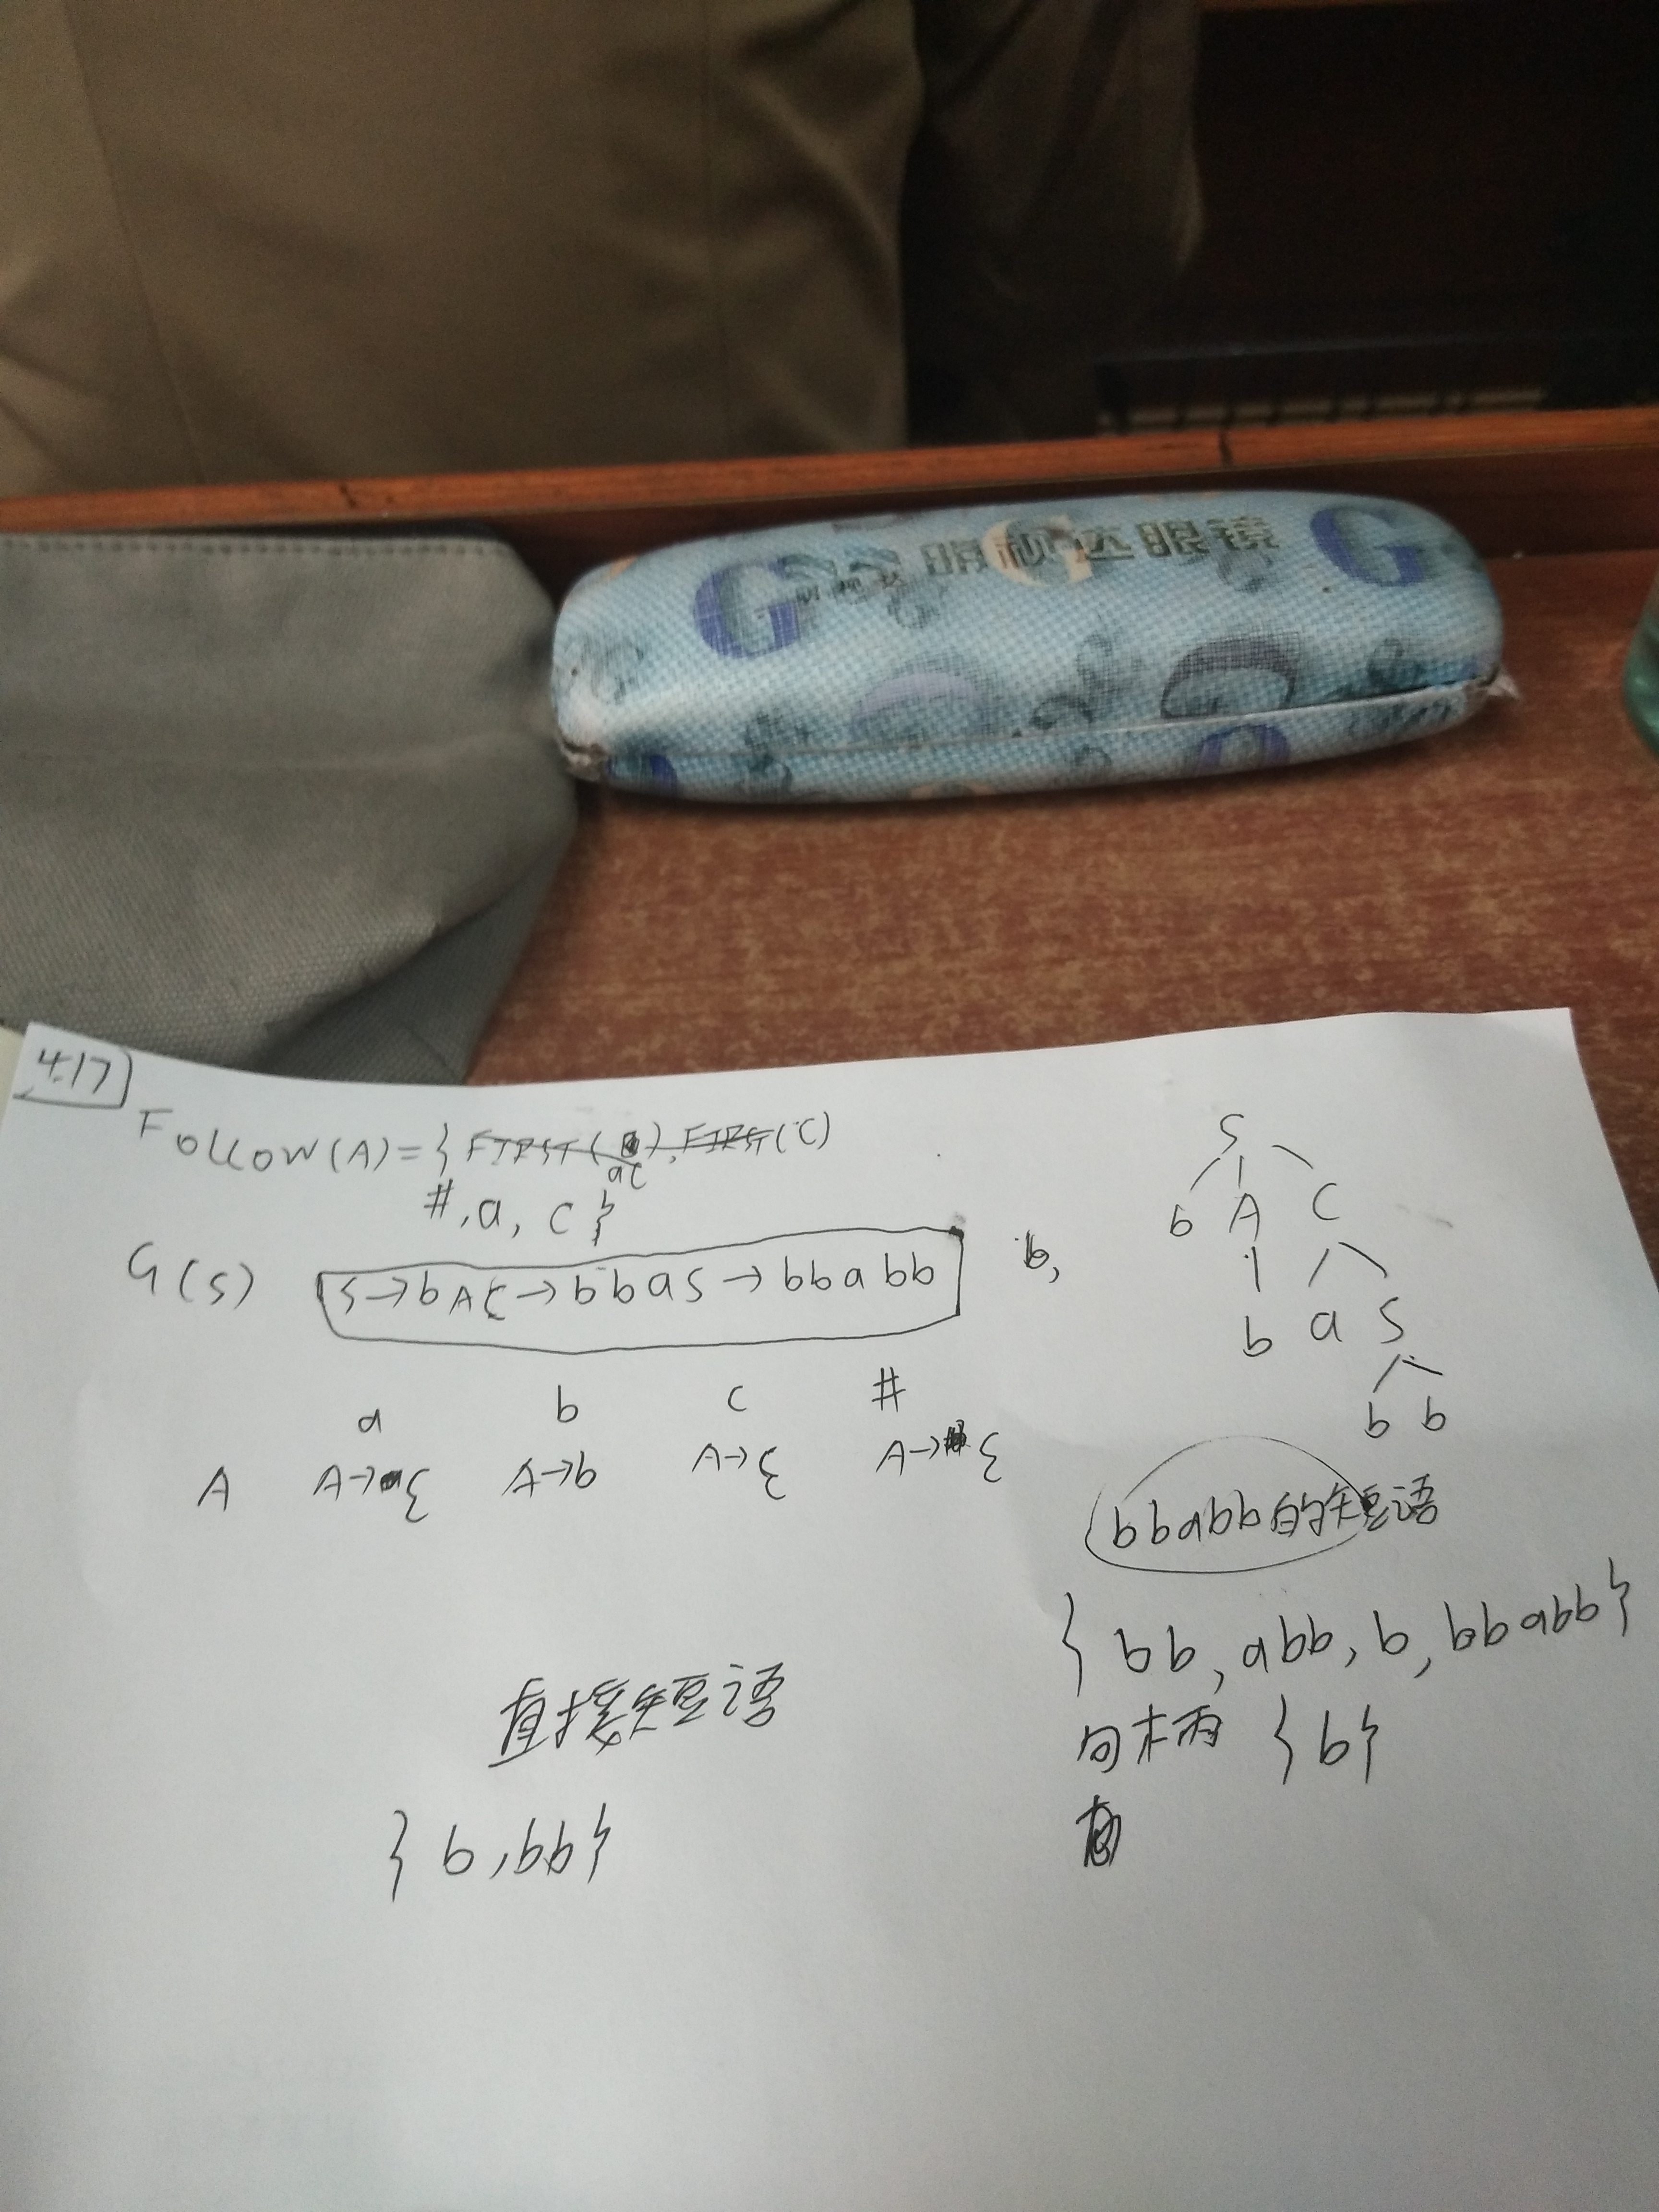 明视达眼镜
4.17
FOLLOW(A)={ FIRST( ), FIRST(C)
aC
#, a, C }
G(S) S→bAC→bbaS→bbabb
b,
S
b A C
b a S
b b
a b c #
A A→ε A→b A→ε A→ε
bbabb的短语
{ bb, abb, b, bbabb}
直接短语
句柄 { b}
{ b, bb}